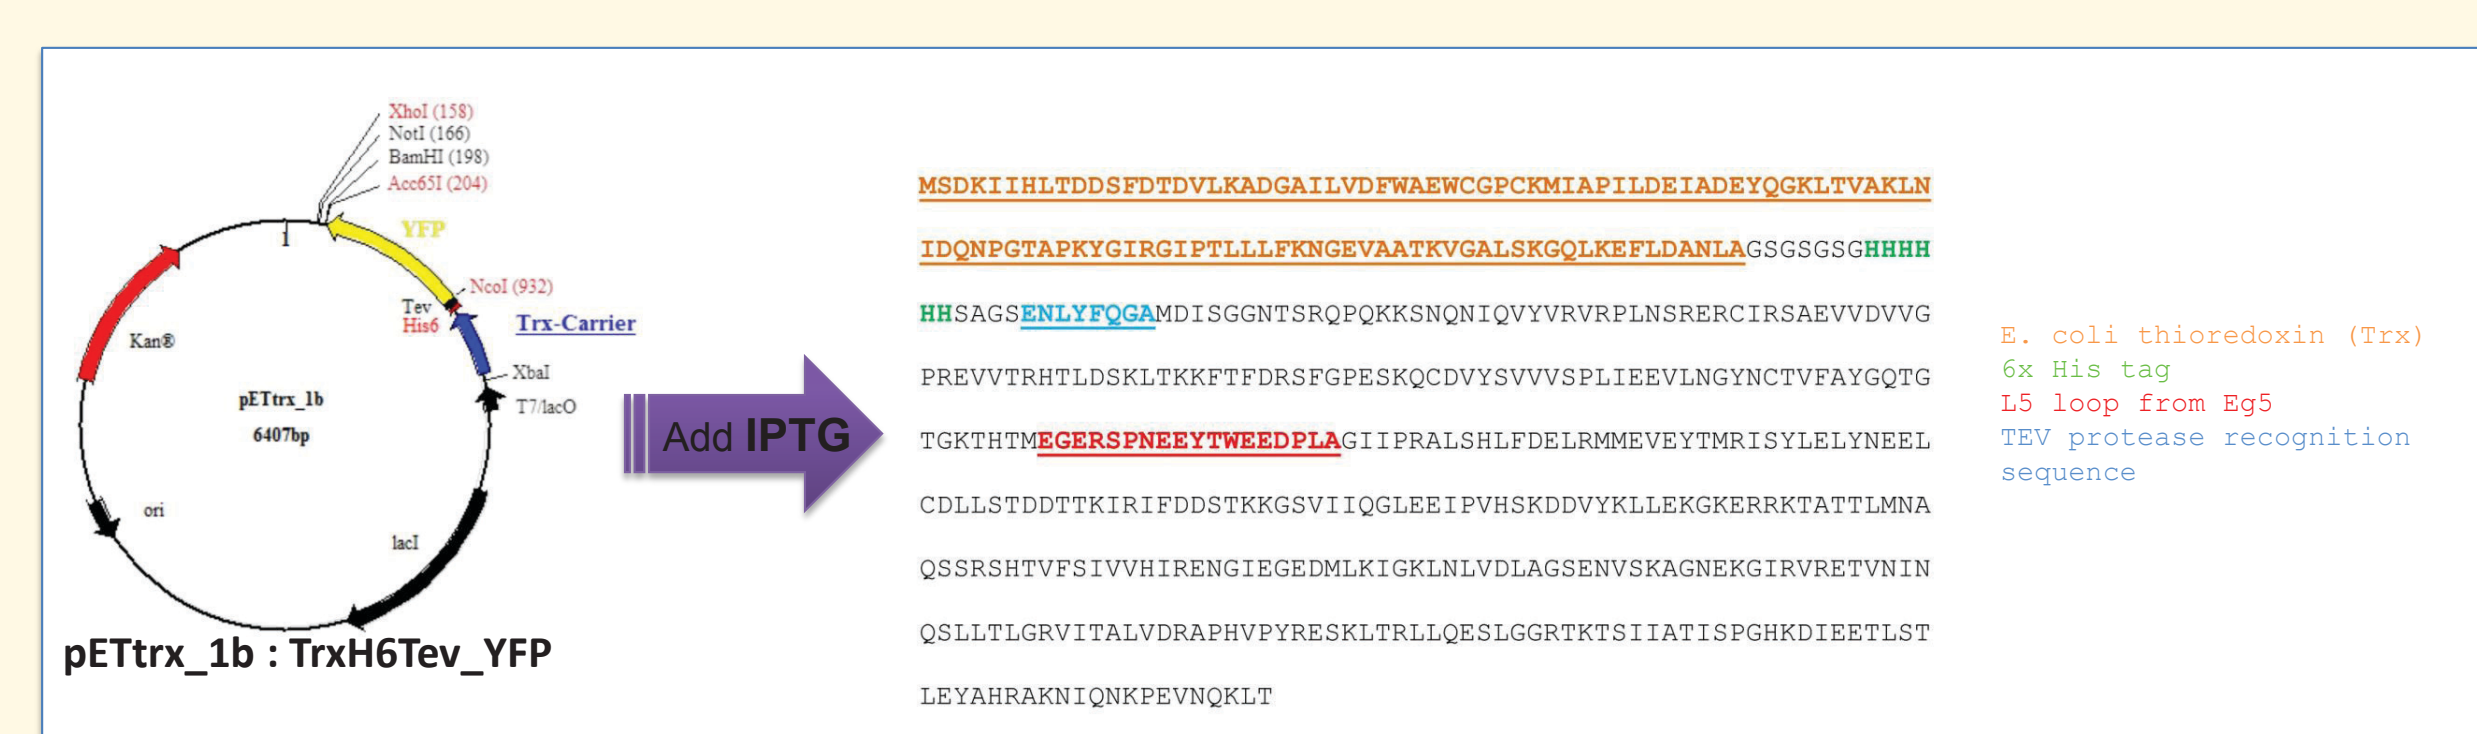 XhoI (158)
NotI (166)
BamHI (198)
Acc65I (204)
YFP
1
NcoI (932)
Tev
His6
Trx-Carrier
Kan®
XbaI
pETtrx_1b
T7/lacO
6407bp
ori
lacI
pETtrx_1b : TrxH6Tev_YFP
Add IPTG
MSDKIIHLTDDSFDTDVLKADGAILVDFWAEWCGPCKMIAPILDEIADEYQGKLTVAKLN
IDQNPGTAPKYGIRGIPTLLLFKNGEVAATKVGALSKGQLKEFLDANLAGSGSGSGHHHH
HHSAGSENLYFQGAMDISGGNTSRQPQKKSNQNIQVYVRVRPLNSRERCIRSAEVVDVVG
PREVVTRHTLDSKLTKKFTFDRSFGPESKQCDVYSVVVSPLIEEVLNGYNCTVFAYGQTG
TGKTHTMEGERSPNEEYTWEEDPLAGIIPRALSHLFDELRMMEVEYTMRISYLELYNEEL
CDLLSTDDTTKIRIFDDSTKKGSVIIQGLEEIPVHSKDDVYKLLEKGKERRKTATTLMNA
QSSRSHTVFSIVVHIRENGIEGEDMLKIGKLNLVDLAGSENVSKAGNEKGIRVRETVNIN
QSLLTLGRVITALVDRAPHVPYRESKLTRLLQESLGGRTKTSIIATISPGHKDIEETLST
LEYAHRAKNIQNKPEVNQKLT
E. coli thioredoxin (Trx)
6x His tag
L5 loop from Eg5
TEV protease recognition
sequence